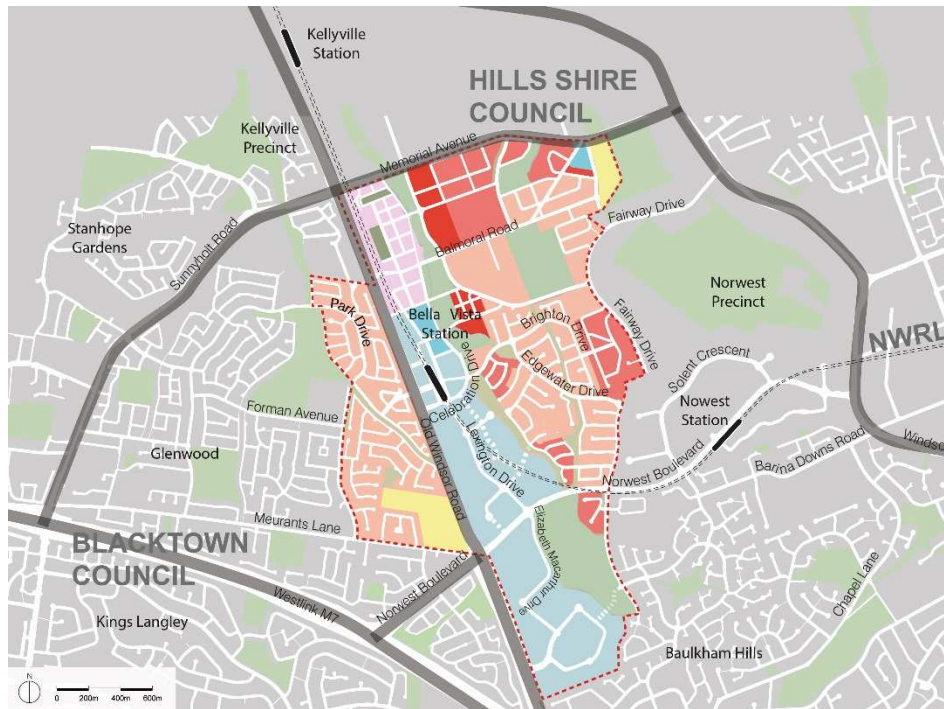 Kellyville
Station
HILLS SHIRE
COUNCIL
Kellyville
Precinct
Memorial Avenue
Stanhope
Gardens
Sunnyholt Road
Balmoral Road
Fairway Drive
Norwest
Precinct
Park Drive
Bella Vista
Station
Brighton Drive
Fairway Drive
NWRL
Solent Crescent
Edgewater Drive
Celebration Drive
Nowest
Station
Forman Avenue
Old Windsor Road
Lexington Drive
Glenwood
Norwest Boulevard
Barina Downs Road
Windso
Meurants Lane
BLACKTOWN
COUNCIL
Elizabeth Macarthur Drive
Norwest Boulevard
Westlink M7
Chapel Lane
Kings Langley
Baulkham Hills
0 200m 400m 600m